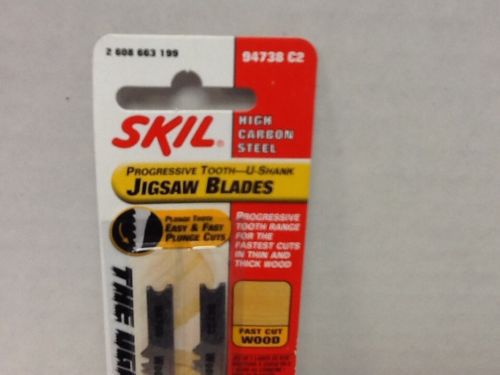 2 608 663 199
94738 C2
SKIL®
HIGH
CARBON
STEEL
PROGRESSIVE TOOTH—U-SHANK
JIGSAW BLADES
PLUNGE TOOTH
EASY & FAST
PLUNGE CUTS
PROGRESSIVE
TOOTH RANGE
FOR THE
FASTEST CUTS
IN THIN AND
THICK WOOD
THE
FAST CUT
WOOD